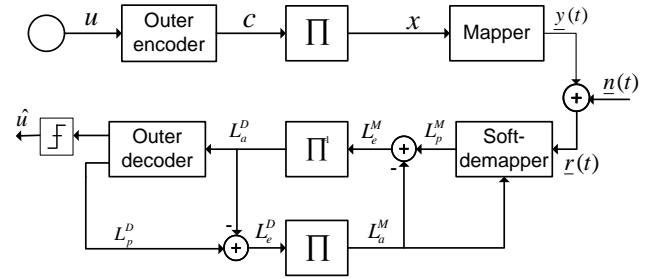 u
Outer encoder
c
∏
x
Mapper
y(t)
n(t)
û
Outer decoder
L_a^D
∏^-1
L_e^M
L_p^M
Soft-demapper
r(t)
L_p^D
L_e^D
∏
L_a^M